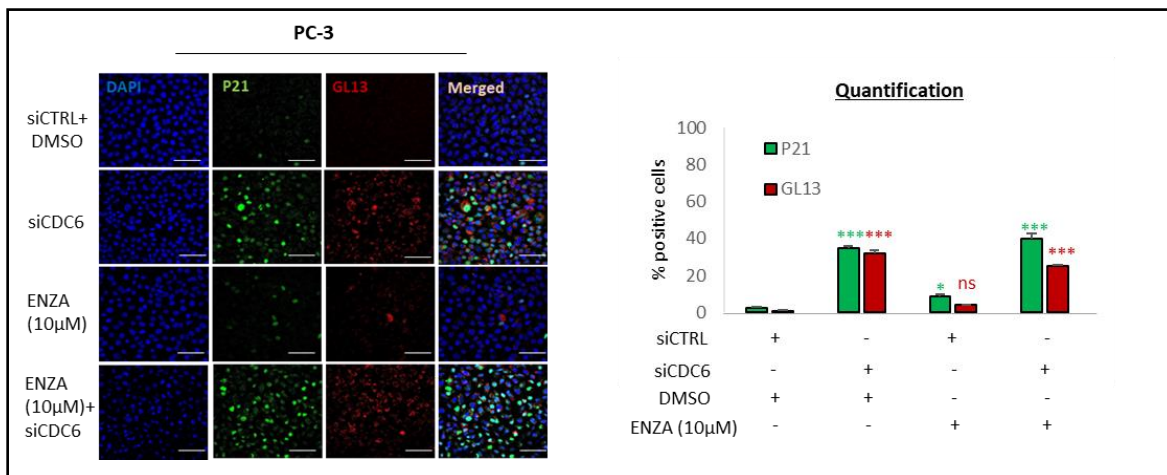 PC-3
DAPI P21 GL13 Merged
siCTRL+
DMSO
siCDC6
ENZA
(10µM)
ENZA
(10µM)+
siCDC6
Quantification
% positive cells
100
80
60
40
20
0
P21
GL13
*** ***
* ns
*** ***
siCTRL + - + -
siCDC6 - + - +
DMSO + + - -
ENZA (10µM) - - + +